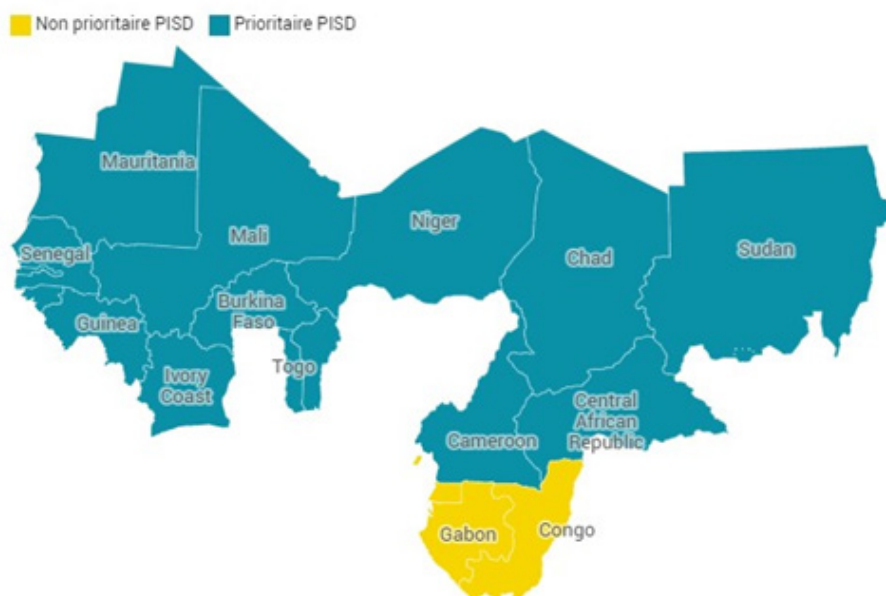 Non prioritaire PISD
Prioritaire PISD
Mauritania
Niger
Mali
Chad
Sudan
Senegal
Burkina
Faso
Guinea
Togo
Ivory
Coast
Central
African
Republic
Cameroon
Gabon
Congo